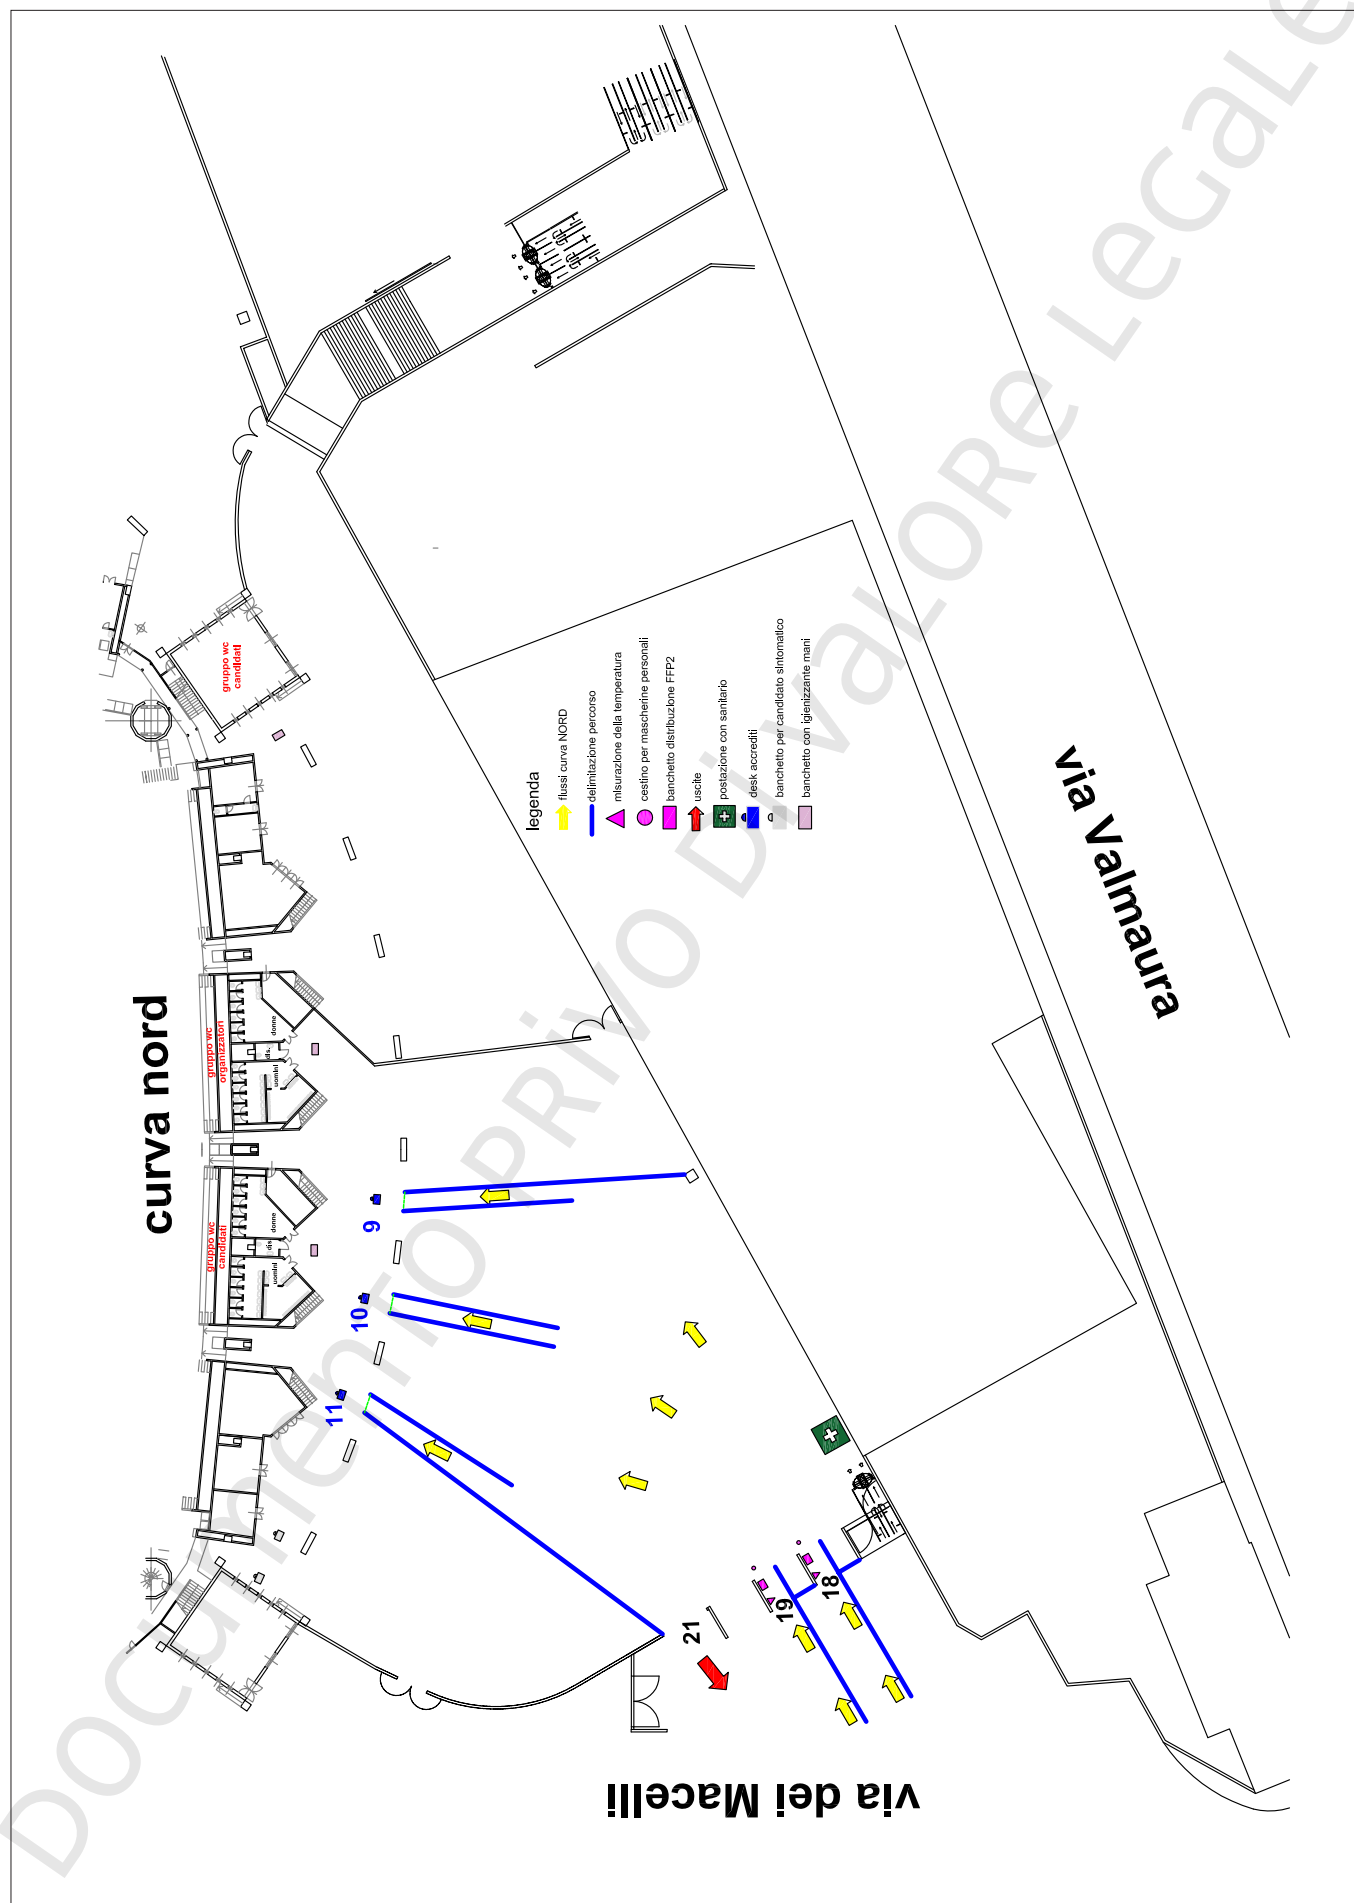 curva nord
gruppo wc
candidati
gruppo wc
organizzatori
gruppo wc
candidati
donne
dis.
uomini
donne
dis.
uomini
9
10
11
legenda
flussi curva NORD
delimitazione percorso
misurazione della temperatura
cestino per mascherine personali
banchetto distribuzione FFP2
uscite
postazione con sanitario
desk accrediti
banchetto per candidato sintomatico
banchetto con igienizzante mani
via Valmaura
21
19
18
via dei Macelli
Documento Privo Di Valore Legale